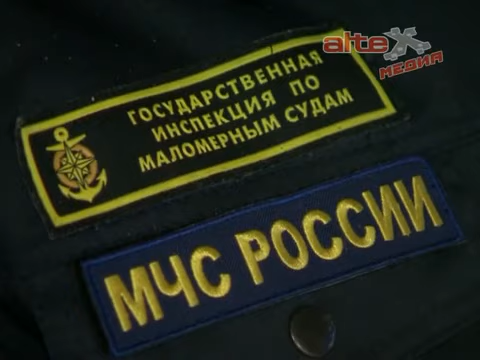 alteX
МЕДИА
ГОСУДАРСТВЕННАЯ
ИНСПЕКЦИЯ ПО
МАЛОМЕРНЫМ СУДАМ
МЧС РОССИИ